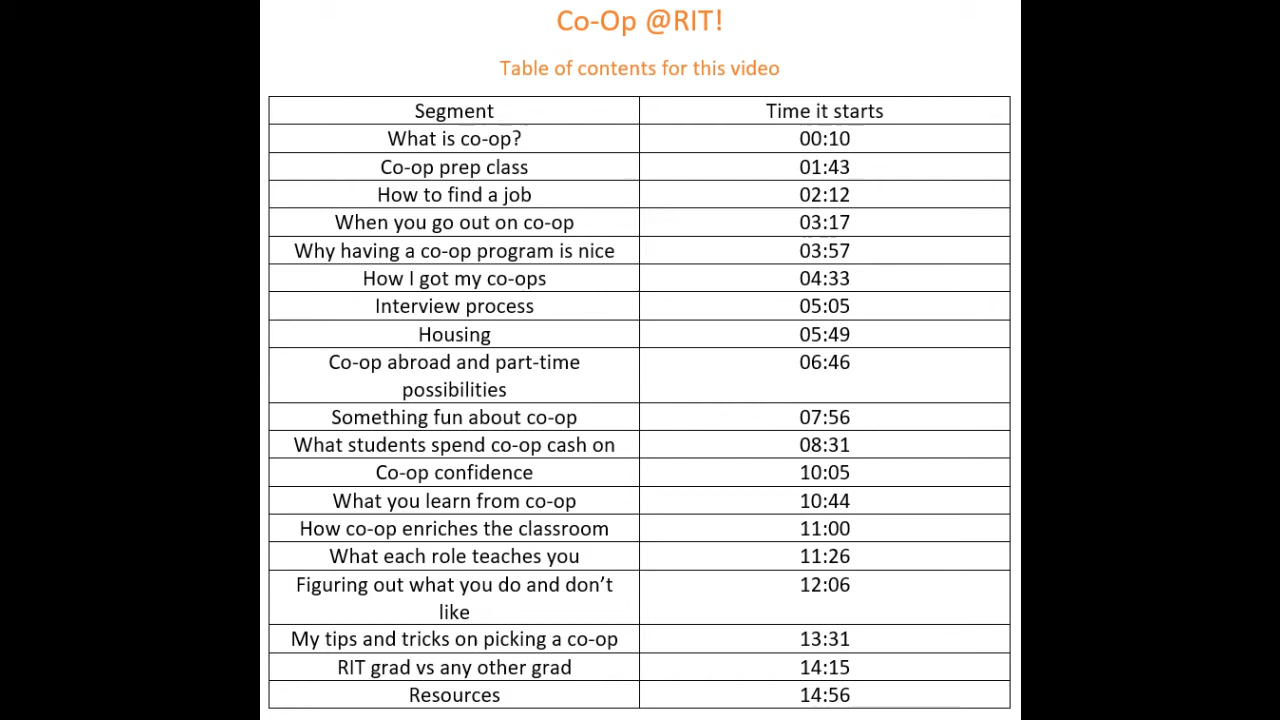 Co-Op @RIT!
Table of contents for this video
Segment Time it starts
What is co-op? 00:10
Co-op prep class 01:43
How to find a job 02:12
When you go out on co-op 03:17
Why having a co-op program is nice 03:57
How I got my co-ops 04:33
Interview process 05:05
Housing 05:49
Co-op abroad and part-time 06:46
possibilities
Something fun about co-op 07:56
What students spend co-op cash on 08:31
Co-op confidence 10:05
What you learn from co-op 10:44
How co-op enriches the classroom 11:00
What each role teaches you 11:26
Figuring out what you do and don’t 12:06
like
My tips and tricks on picking a co-op 13:31
RIT grad vs any other grad 14:15
Resources 14:56